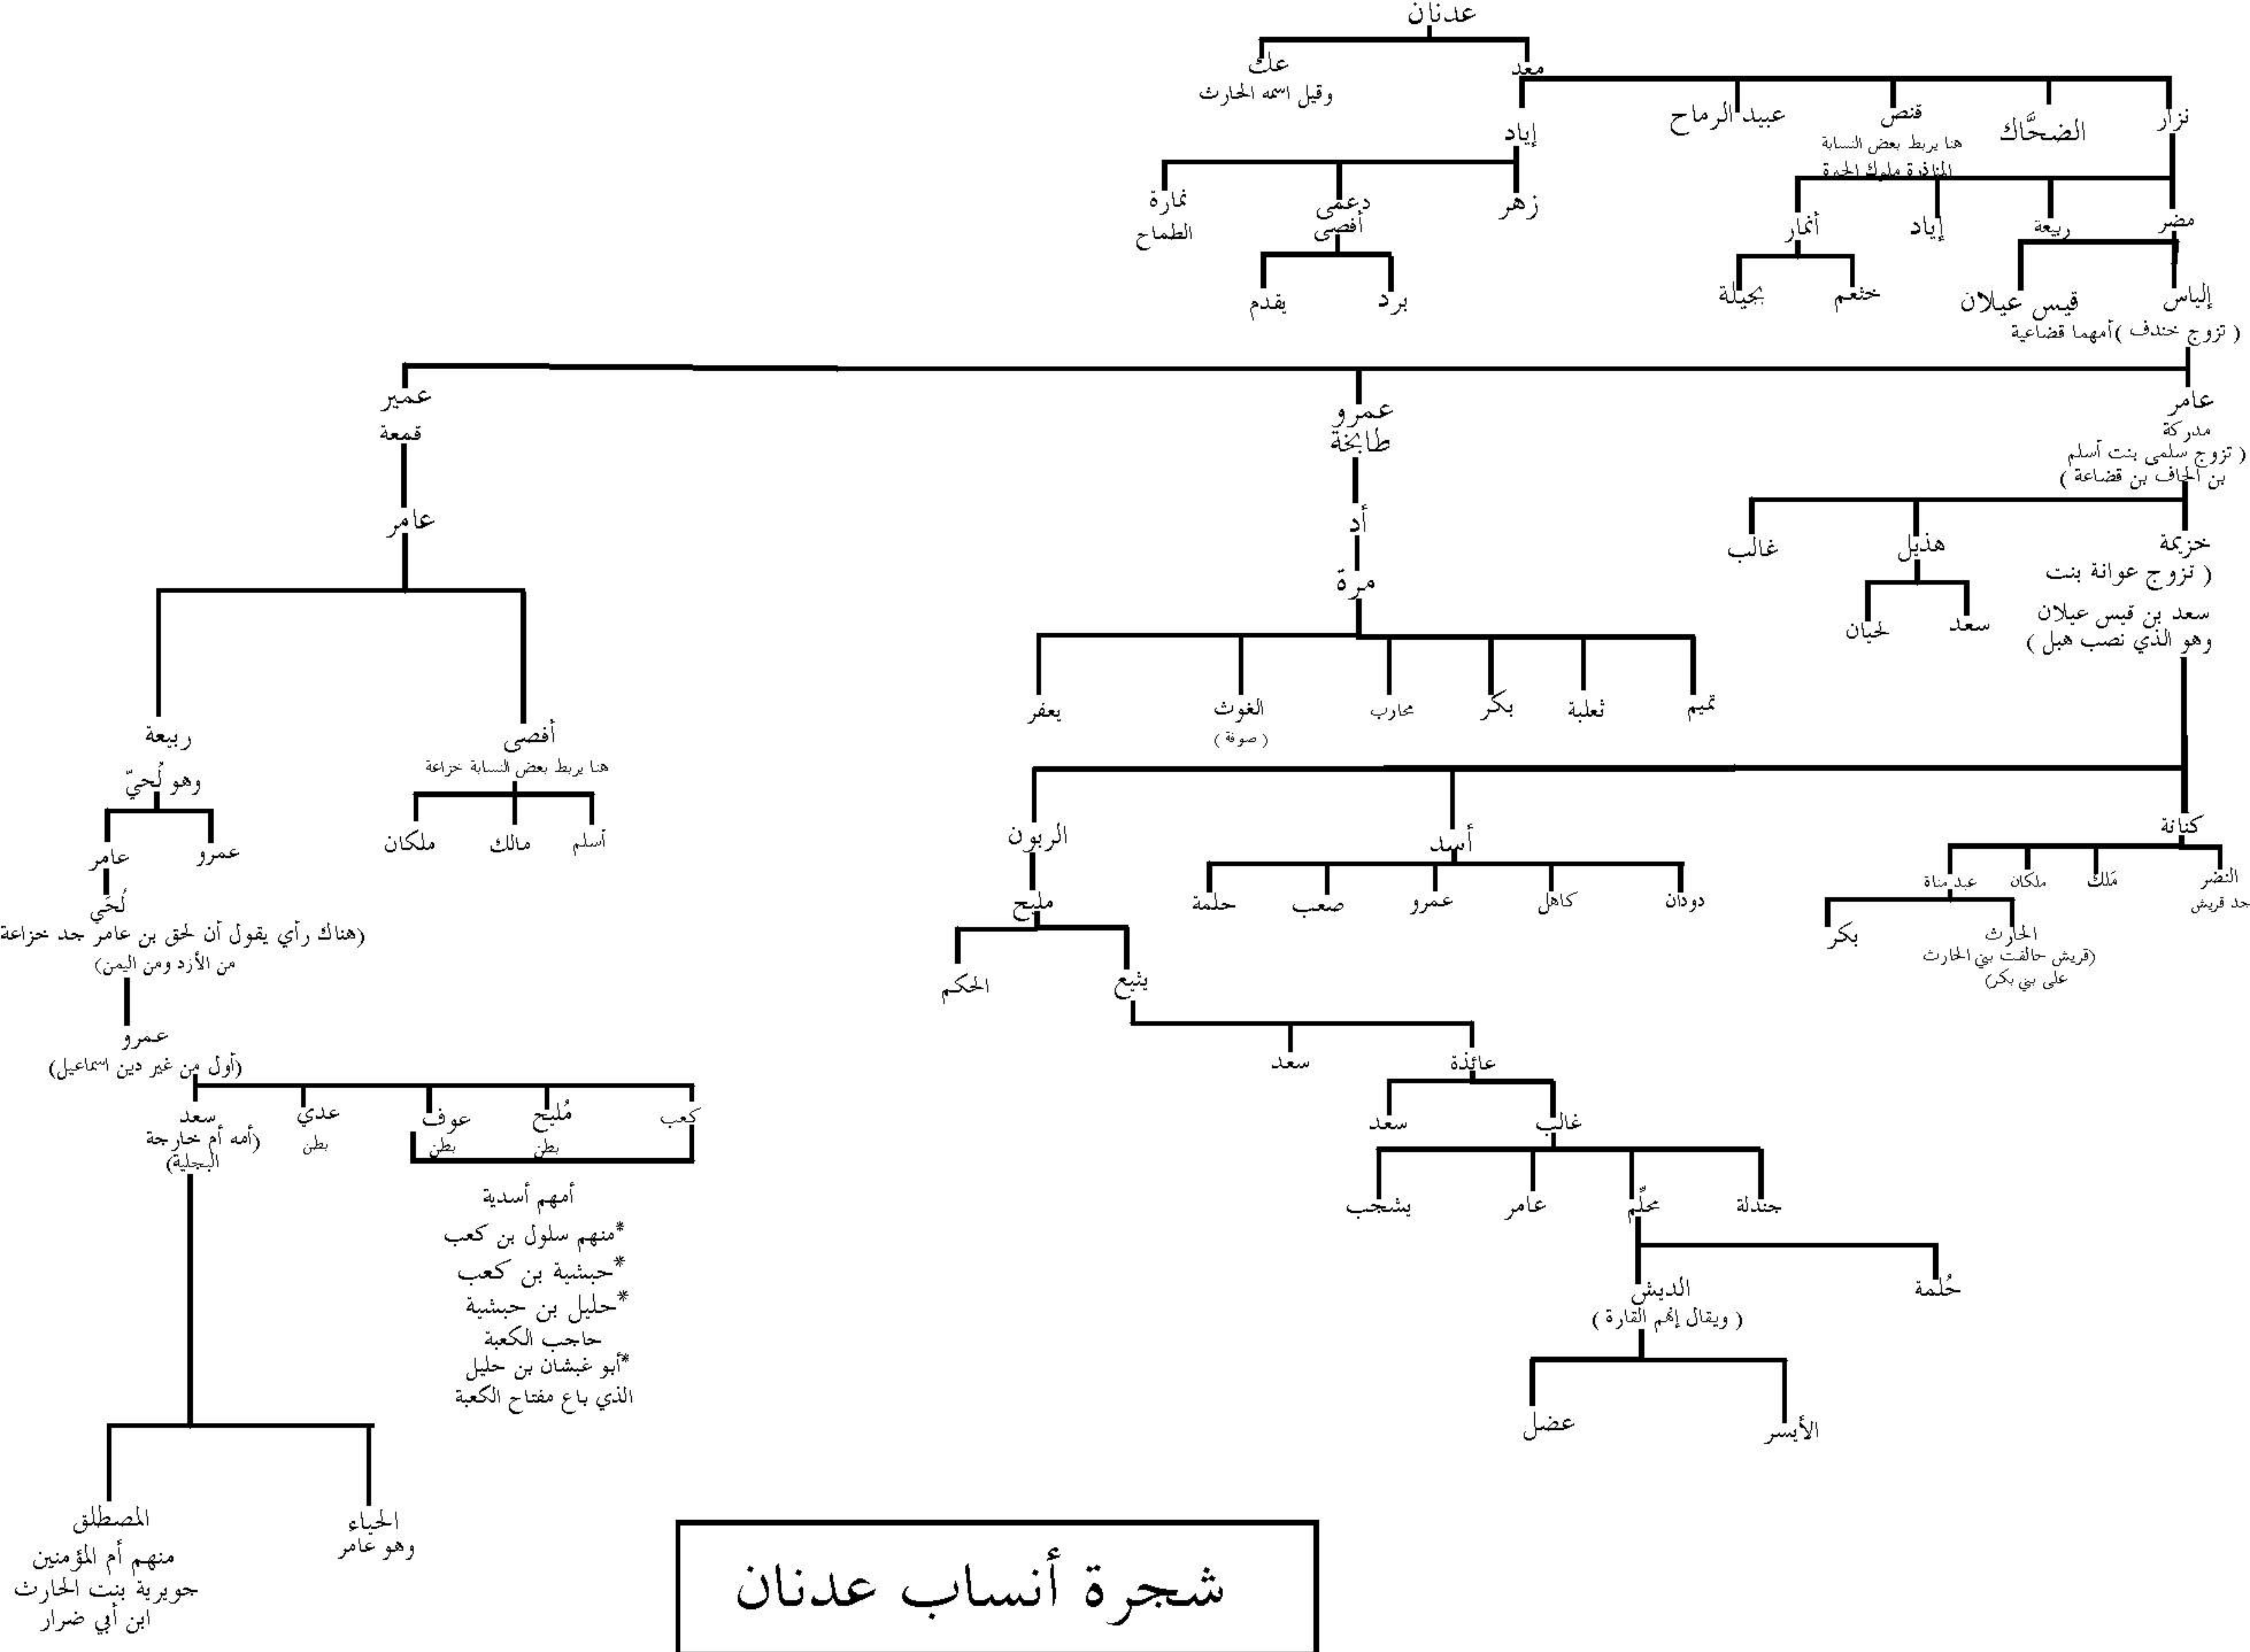 عدنان
عك
وقيل اسمه الحارث
معد
إياد
عبيد الرماح
قنص
هنا يربط بعض النسابة
المناذرة ملوك الحيرة
الضحَّاك
نزار
نمارة
الطماح
دعمى
أفصى
زهر
أنمار
إياد
ربيعة
مضر
يقدم
برد
بجيلة
خثعم
قيس عيلان
إلياس
( تزوج خندف )أمهما قضاعية
عمير
قمعة
عمرو
طابخة
عامر
مدركة
( تزوج سلمى بنت أسلم
بن الحاف بن قضاعة )
عامر
أد
مرة
غالب
هذيل
خزيمة
( تزوج عوانة بنت
سعد بن قيس عيلان
وهو الذي نصب هبل )
لحيان
سعد
يعفر
الغوث
( صوفة )
محارب
بكر
ثعلبة
تميم
ربيعة
وهو لُحيّ
أفصى
هنا يربط بعض النسابة خزاعة
عامر
عمرو
ملكان
مالك
أسلم
الربون
أسد
كنانة
لُحَي
(هناك رأي يقول أن لحق بن عامر جد خزاعة
من الأزد ومن اليمن)
مليح
حلمة
صعب
عمرو
كاهل
دودان
عبد مناة
ملكان
مَلك
النضر
جد قريش
بكر
الحارث
(قريش حالفت بني الحارث
على بني بكر)
الحكم
يثيع
عمرو
(أول من غير دين اسماعيل)
سعد
عائذة
سعد
(أمه أم خارجة
البجلية)
عدي
بطن
عوف
بطن
مُليح
بطن
كعب
سعد
غالب
أمهم أسدية
*منهم سلول بن كعب
*حبشية بن كعب
*حليل بن حبشية
حاجب الكعبة
*أبو غبشان بن حليل
الذي باع مفتاح الكعبة
يشجب
عامر
محلِّم
جندلة
الديش
( ويقال إنهم القارة )
حُلمة
عضل
الأيسر
المصطلق
منهم أم المؤمنين
جويرية بنت الحارث
ابن أبي ضرار
الحياء
وهو عامر
شجرة أنساب عدنان